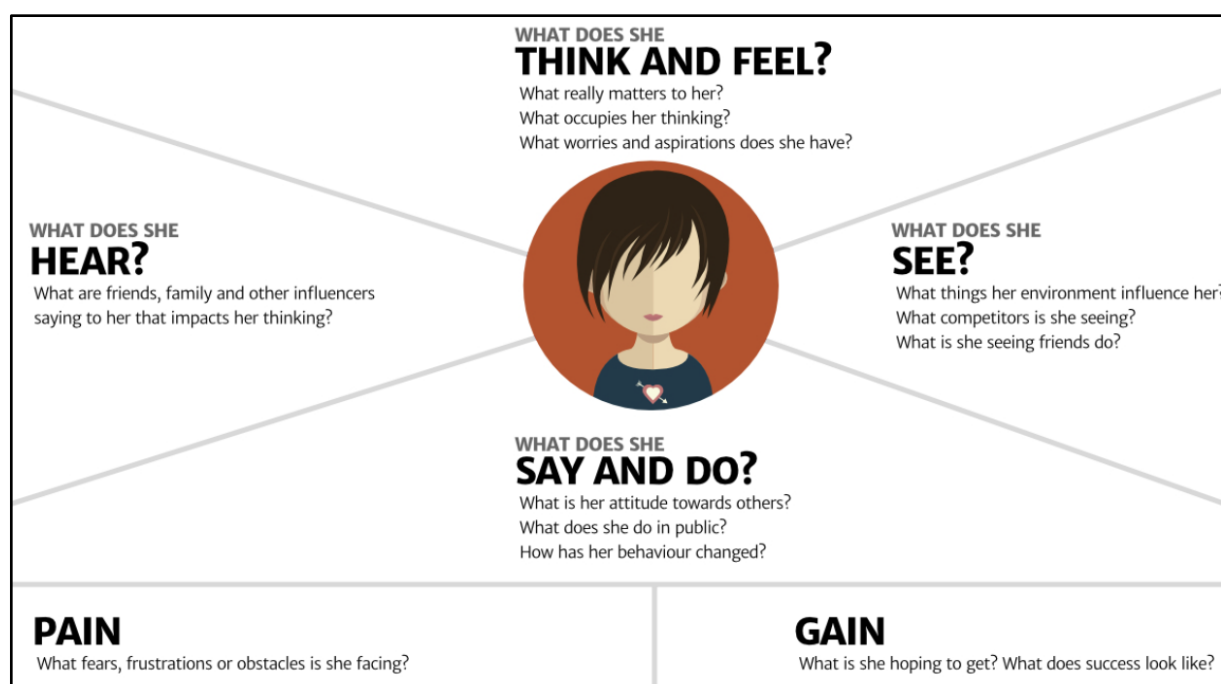 WHAT DOES SHE
THINK AND FEEL?
What really matters to her?
What occupies her thinking?
What worries and aspirations does she have?
WHAT DOES SHE
HEAR?
What are friends, family and other influencers
saying to her that impacts her thinking?
WHAT DOES SHE
SEE?
What things her environment influence her?
What competitors is she seeing?
What is she seeing friends do?
WHAT DOES SHE
SAY AND DO?
What is her attitude towards others?
What does she do in public?
How has her behaviour changed?
PAIN
What fears, frustrations or obstacles is she facing?
GAIN
What is she hoping to get? What does success look like?